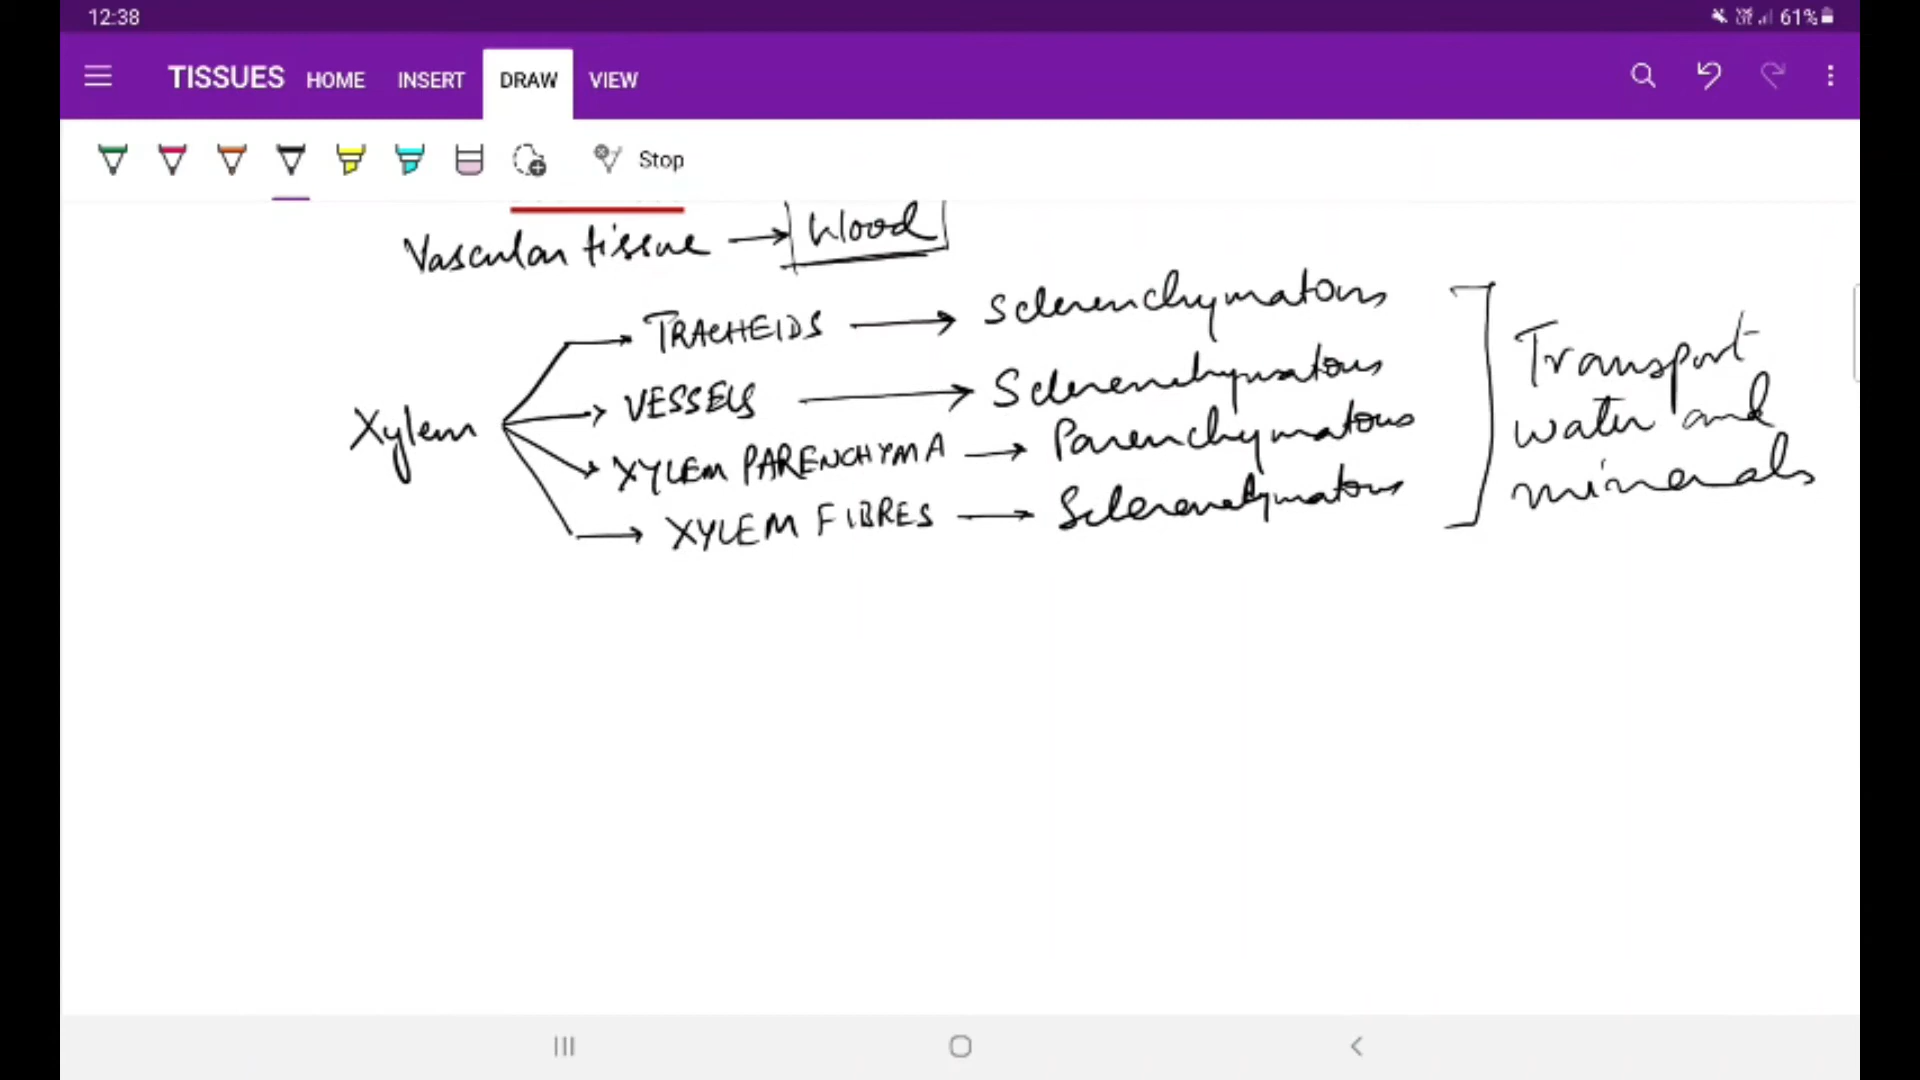 12:38 61%
TISSUES HOME INSERT DRAW VIEW
Stop
Vascular tissue → blood
Xylem
TRACHEIDS → Sclerenchymatous
VESSELS → Sclerenchymatous
XYLEM PARENCHYMA → Parenchymatous
XYLEM FIBRES → Sclerenchymatous
Transport
water and
minerals